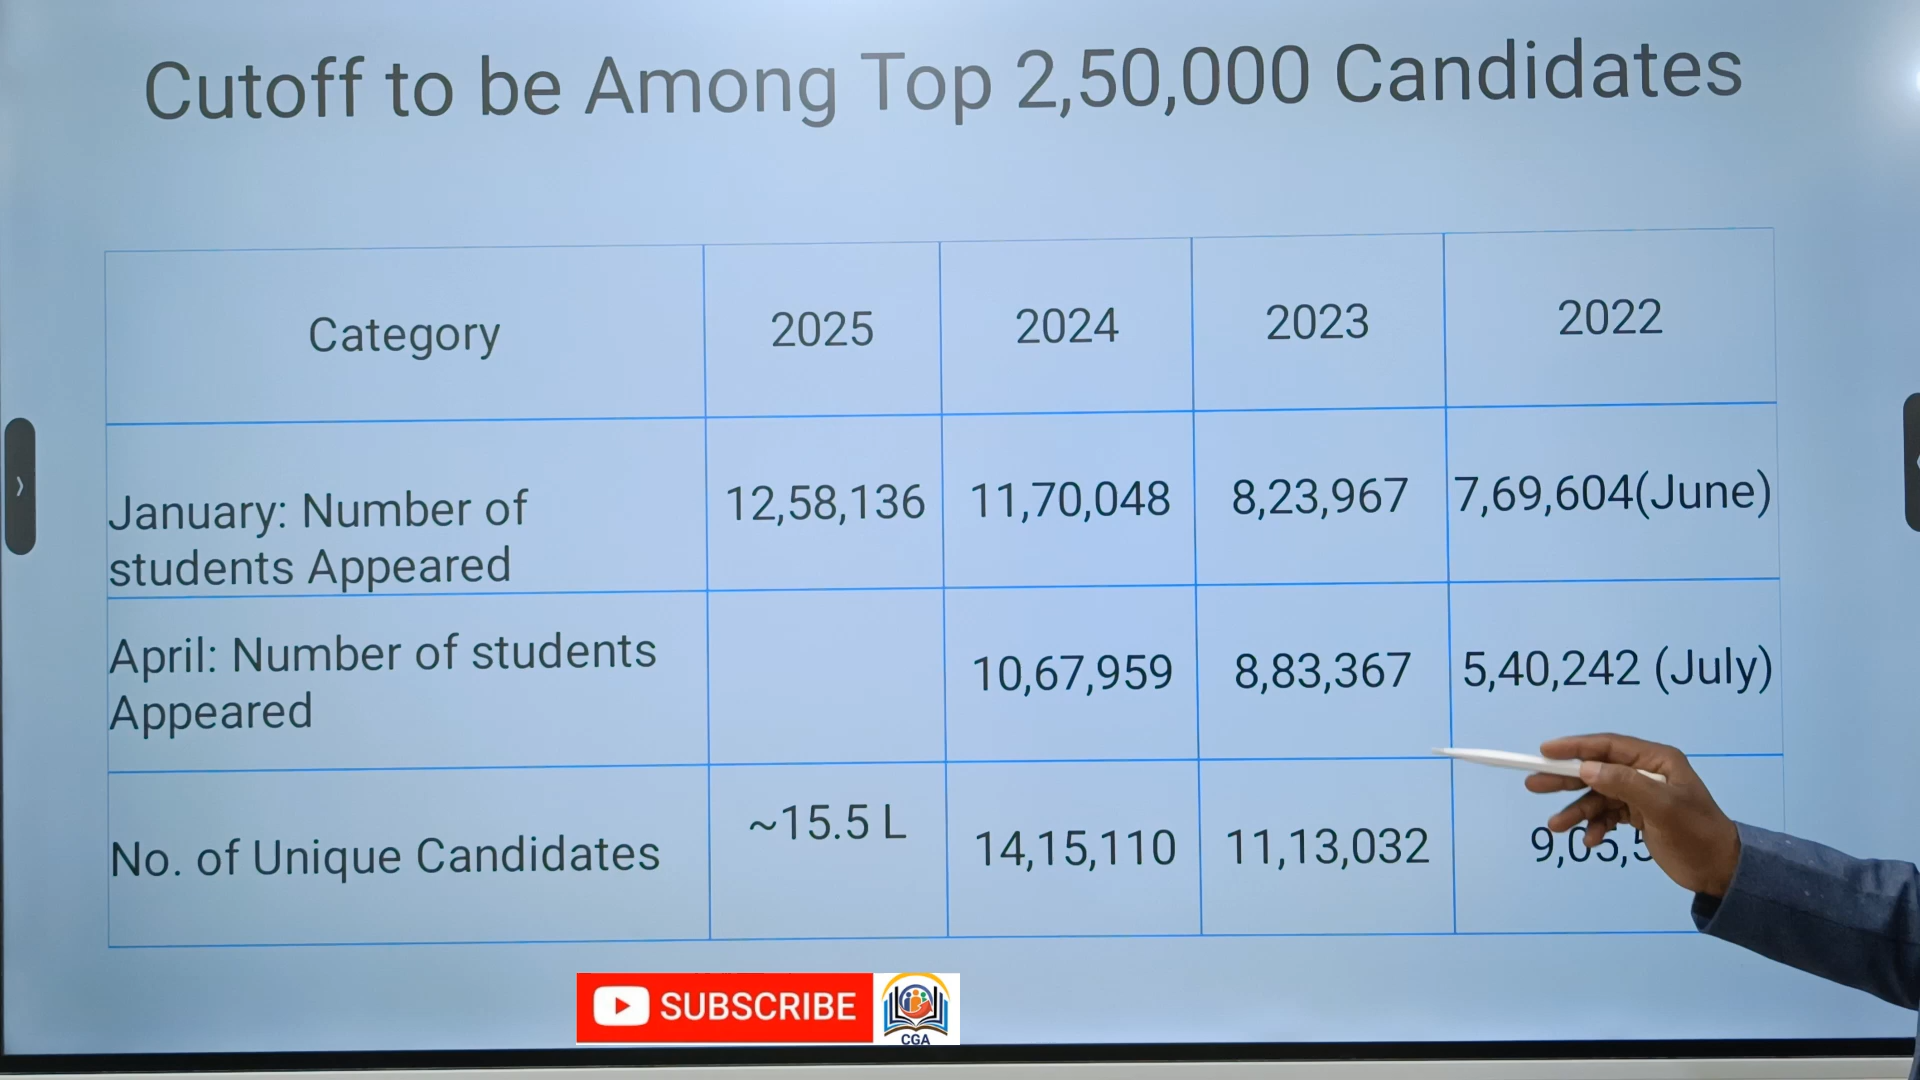 Cutoff to be Among Top 2,50,000 Candidates
Category 2025 2024 2023 2022
January: Number of
students Appeared
12,58,136 11,70,048 8,23,967 7,69,604(June)
April: Number of students
Appeared
10,67,959 8,83,367 5,40,242 (July)
No. of Unique Candidates ~15.5 L 14,15,110 11,13,032
SUBSCRIBE
CGA